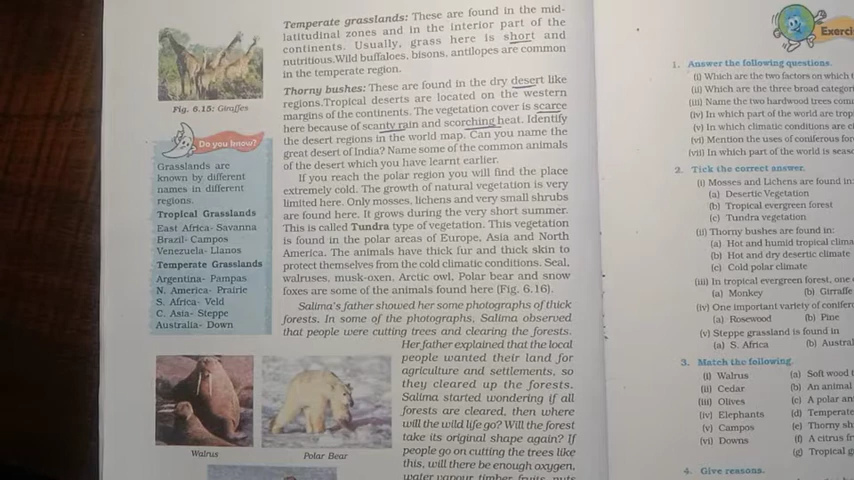 Fig. 6.15: Giraffes
Do you know?
Grasslands are
known by different
names in different
regions.
Tropical Grasslands
East Africa- Savanna
Brazil- Campos
Venezuela- Llanos
Temperate Grasslands
Argentina- Pampas
N. America- Prairie
S. Africa- Veld
C. Asia- Steppe
Australia- Down
Temperate grasslands: These are found in the mid-
latitudinal zones and in the interior part of the
continents. Usually, grass here is short and
nutritious.Wild buffaloes, bisons, antilopes are common
in the temperate region.
Thorny bushes: These are found in the dry desert like
regions.Tropical deserts are located on the western
margins of the continents. The vegetation cover is scarce
here because of scanty rain and scorching heat. Identify
the desert regions in the world map. Can you name the
great desert of India? Name some of the common animals
of the desert which you have learnt earlier.
If you reach the polar region you will find the place
extremely cold. The growth of natural vegetation is very
limited here. Only mosses, lichens and very small shrubs
are found here. It grows during the very short summer.
This is called Tundra type of vegetation. This vegetation
is found in the polar areas of Europe, Asia and North
America. The animals have thick fur and thick skin to
protect themselves from the cold climatic conditions. Seal,
walruses, musk-oxen, Arctic owl, Polar bear and snow
foxes are some of the animals found here (Fig. 6.16).
Salima's father showed her some photographs of thick
forests. In some of the photographs, Salima observed
that people were cutting trees and clearing the forests.
Her father explained that the local
people wanted their land for
agriculture and settlements, so
they cleared up the forests.
Salima started wondering if all
forests are cleared, then where
will the wild life go? Will the forest
take its original shape again? If
people go on cutting the trees like
this, will there be enough oxygen,
water vapour timber fruits nuts
Walrus
Polar Bear
Exerci
1. Answer the following questions.
(i) Which are the two factors on which t
(ii) Which are the three broad categori
(iii) Name the two hardwood trees comm
(iv) In which part of the world are tropi
(v) In which climatic conditions are ci
(vi) Mention the uses of coniferous for
(vii) In which part of the world is seaso
2. Tick the correct answer.
(i) Mosses and Lichens are found in:
(a) Desertic Vegetation
(b) Tropical evergreen forest
(c) Tundra vegetation
(ii) Thorny bushes are found in:
(a) Hot and humid tropical clima
(b) Hot and dry desertic climate
(c) Cold polar climate
(iii) In tropical evergreen forest, one
(a) Monkey (b) Giraffe
(iv) One important variety of conifer
(a) Rosewood (b) Pine
(v) Steppe grassland is found in
(a) S. Africa (b) Austral
3. Match the following.
(i) Walrus (a) Soft wood t
(ii) Cedar (b) An animal
(iii) Olives (c) A polar an
(iv) Elephants (d) Temperate
(v) Campos (e) Thorny sh
(vi) Downs (f) A citrus fr
(g) Tropical g
4. Give reasons.